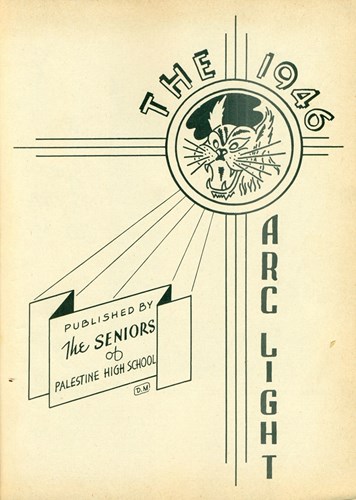 THE 1946
ARC LIGHT
PUBLISHED BY
The SENIORS
of
PALESTINE HIGH SCHOOL
D.M